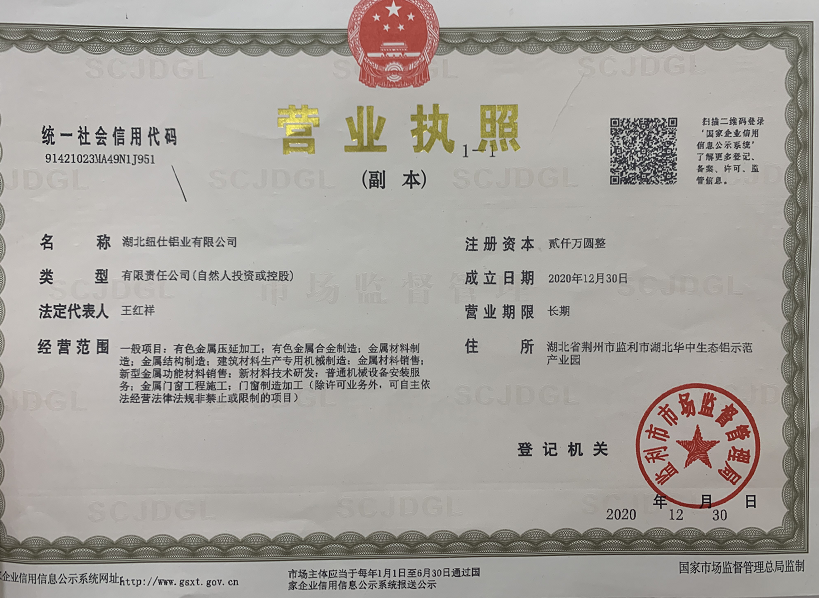 营业执照
1-1
(副 本)
统一社会信用代码
91421023MA49N1J951
扫描二维码登录
‘国家企业信用
信息公示系统’
了解更多登记、
备案、许可、监
管信息。
名 称 湖北纽仕铝业有限公司
类 型 有限责任公司(自然人投资或控股)
法定代表人 王红祥
经营范围 一般项目：有色金属压延加工；有色金属合金制造；金属材料制
造；金属结构制造；建筑材料生产专用机械制造；金属材料销售；
新型金属功能材料销售；新材料技术研发；普通机械设备安装服
务；金属门窗工程施工；门窗制造加工（除许可业务外，可自主依
法经营法律法规非禁止或限制的项目）
注册资本 贰仟万圆整
成立日期 2020年12月30日
营业期限 长期
住 所 湖北省荆州市监利市湖北华中生态铝示范
产业园
登记机关
监利市市场监督管理局
年 月 日
2020 12 30
SCJDGL
市场监督管理
家企业信用信息公示系统网址:http://www.gsxt.gov.cn
市场主体应当于每年1月1日至6月30日通过国
家企业信用信息公示系统报送公示
国家市场监督管理总局监制